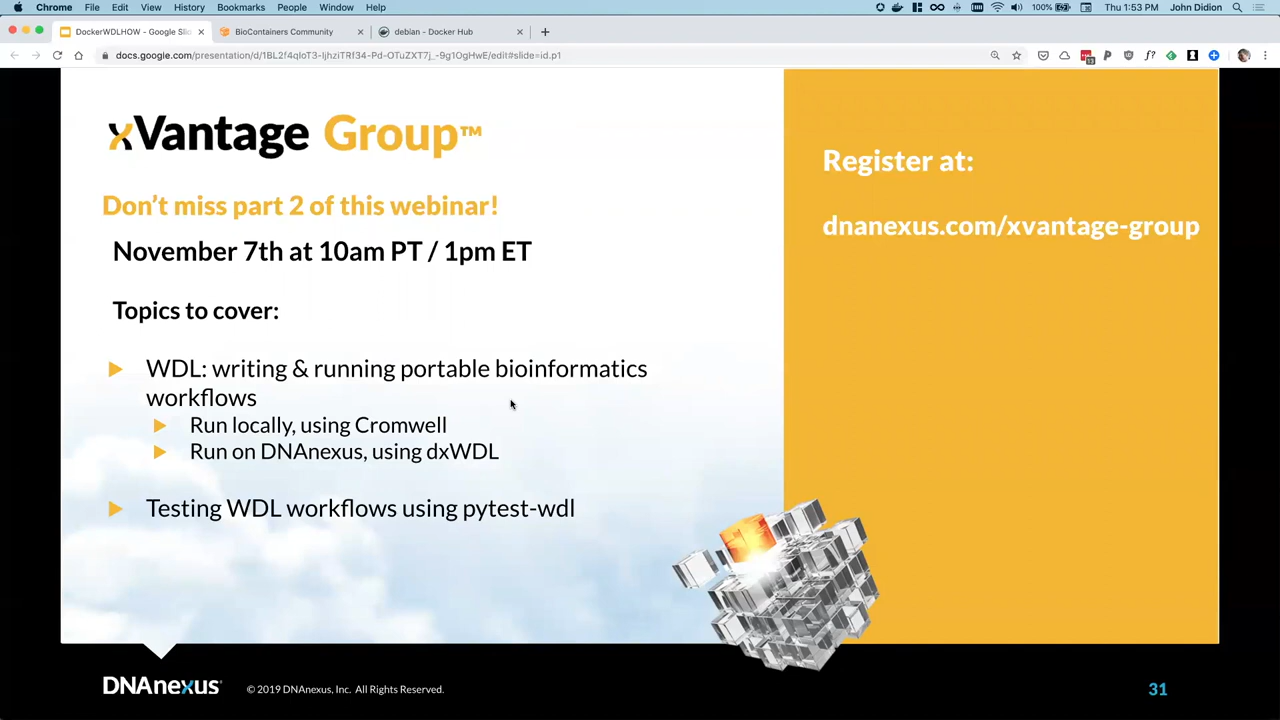 Chrome File Edit View History Bookmarks People Window Help 100% Thu 1:53 PM John Didion
DockerWDLHOW - Google Slid BioContainers Community debian - Docker Hub
xVantage Group™
Don't miss part 2 of this webinar!
November 7th at 10am PT / 1pm ET
Topics to cover:
WDL: writing & running portable bioinformatics
workflows
Run locally, using Cromwell
Run on DNAnexus, using dxWDL
Testing WDL workflows using pytest-wdl
Register at:
dnanexus.com/xvantage-group
DNAnexus
© 2019 DNAnexus, Inc. All Rights Reserved.
31